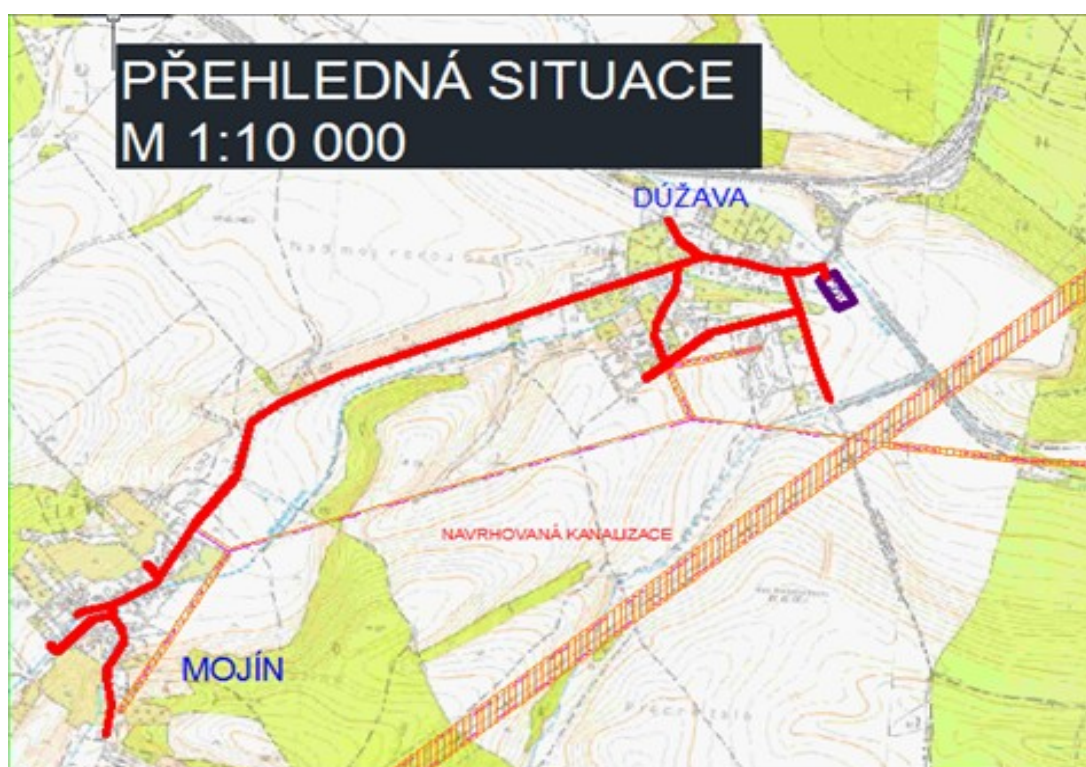 PŘEHLEDNÁ SITUACE
M 1:10 000
DÚŽAVA
NAVRHOVANÁ KANALIZACE
MOJÍN